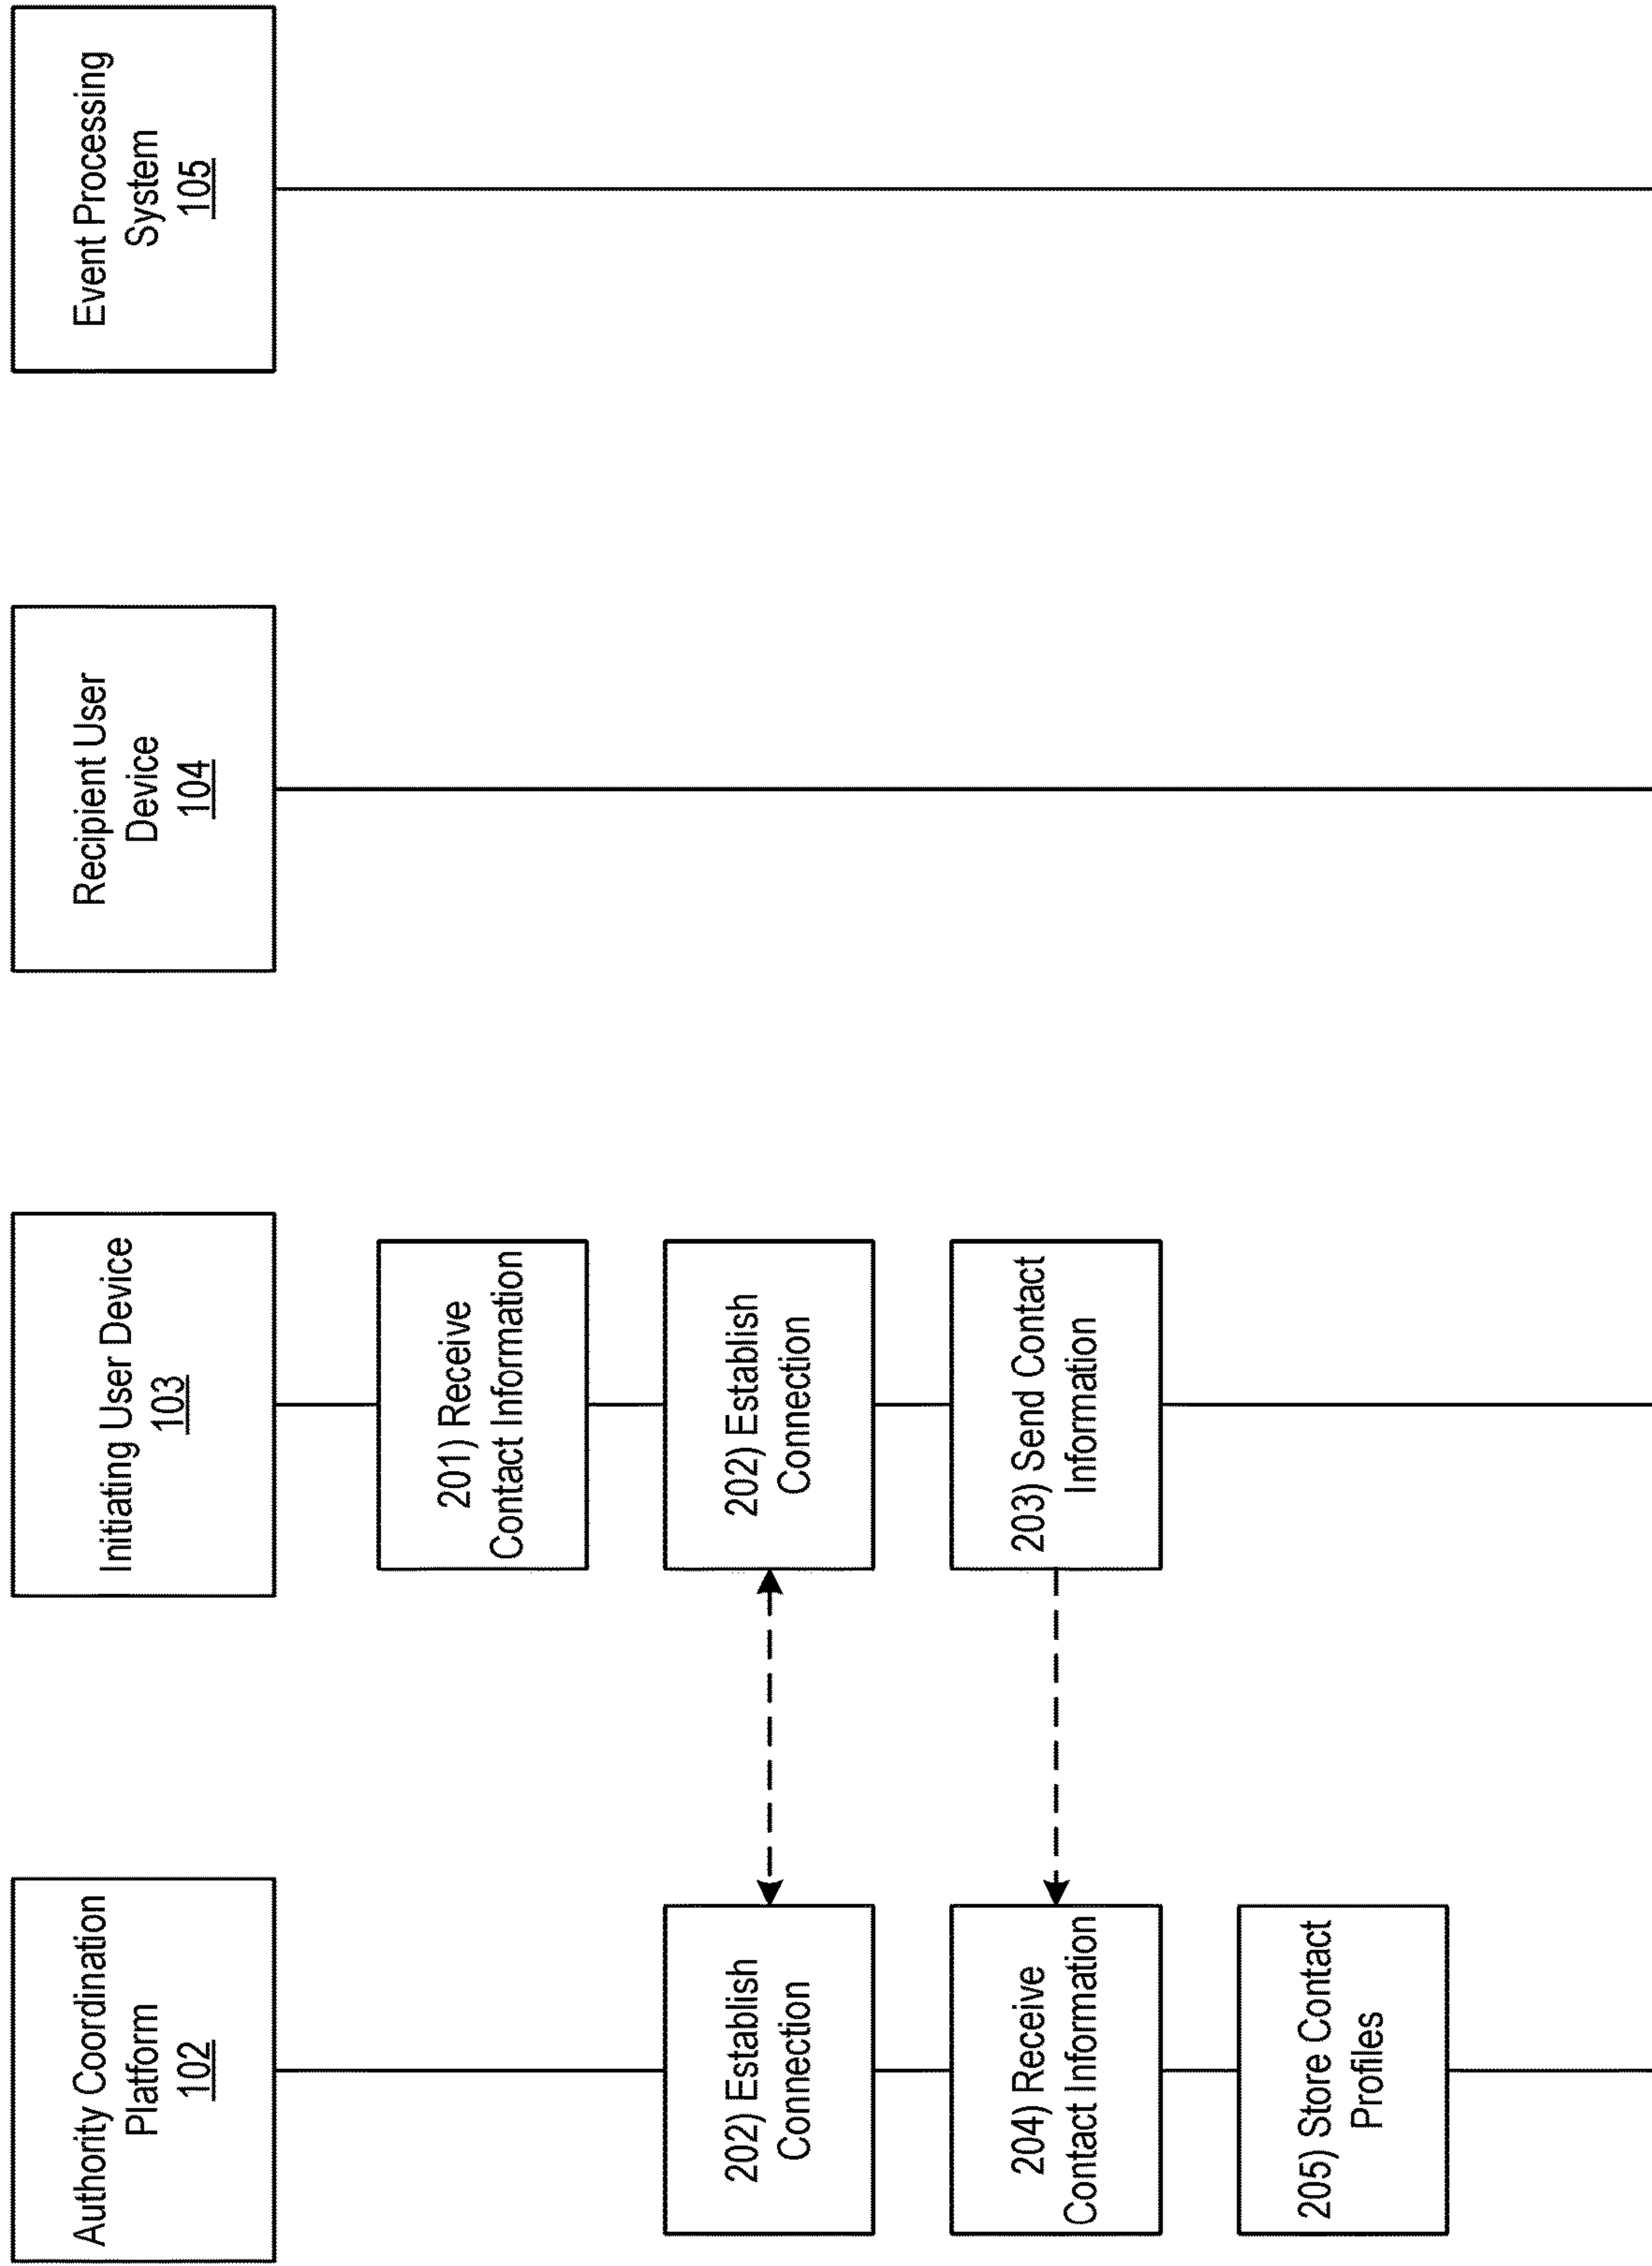 Authority Coordination
Platform
102
Initiating User Device
103
Recipient User
Device
104
Event Processing
System
105
201) Receive
Contact Information
202) Establish
Connection
202) Establish
Connection
204) Receive
Contact Information
203) Send Contact
Information
205) Store Contact
Profiles